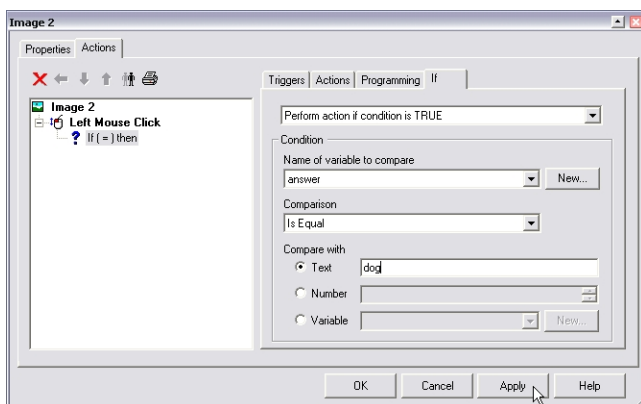 Image 2
Properties
Actions
Image 2
Left Mouse Click
? If ( = ) then
Triggers
Actions
Programming
If
Perform action if condition is TRUE
Condition
Name of variable to compare
answer
New...
Comparison
Is Equal
Compare with
Text
dog
Number
Variable
New...
OK
Cancel
Apply
Help